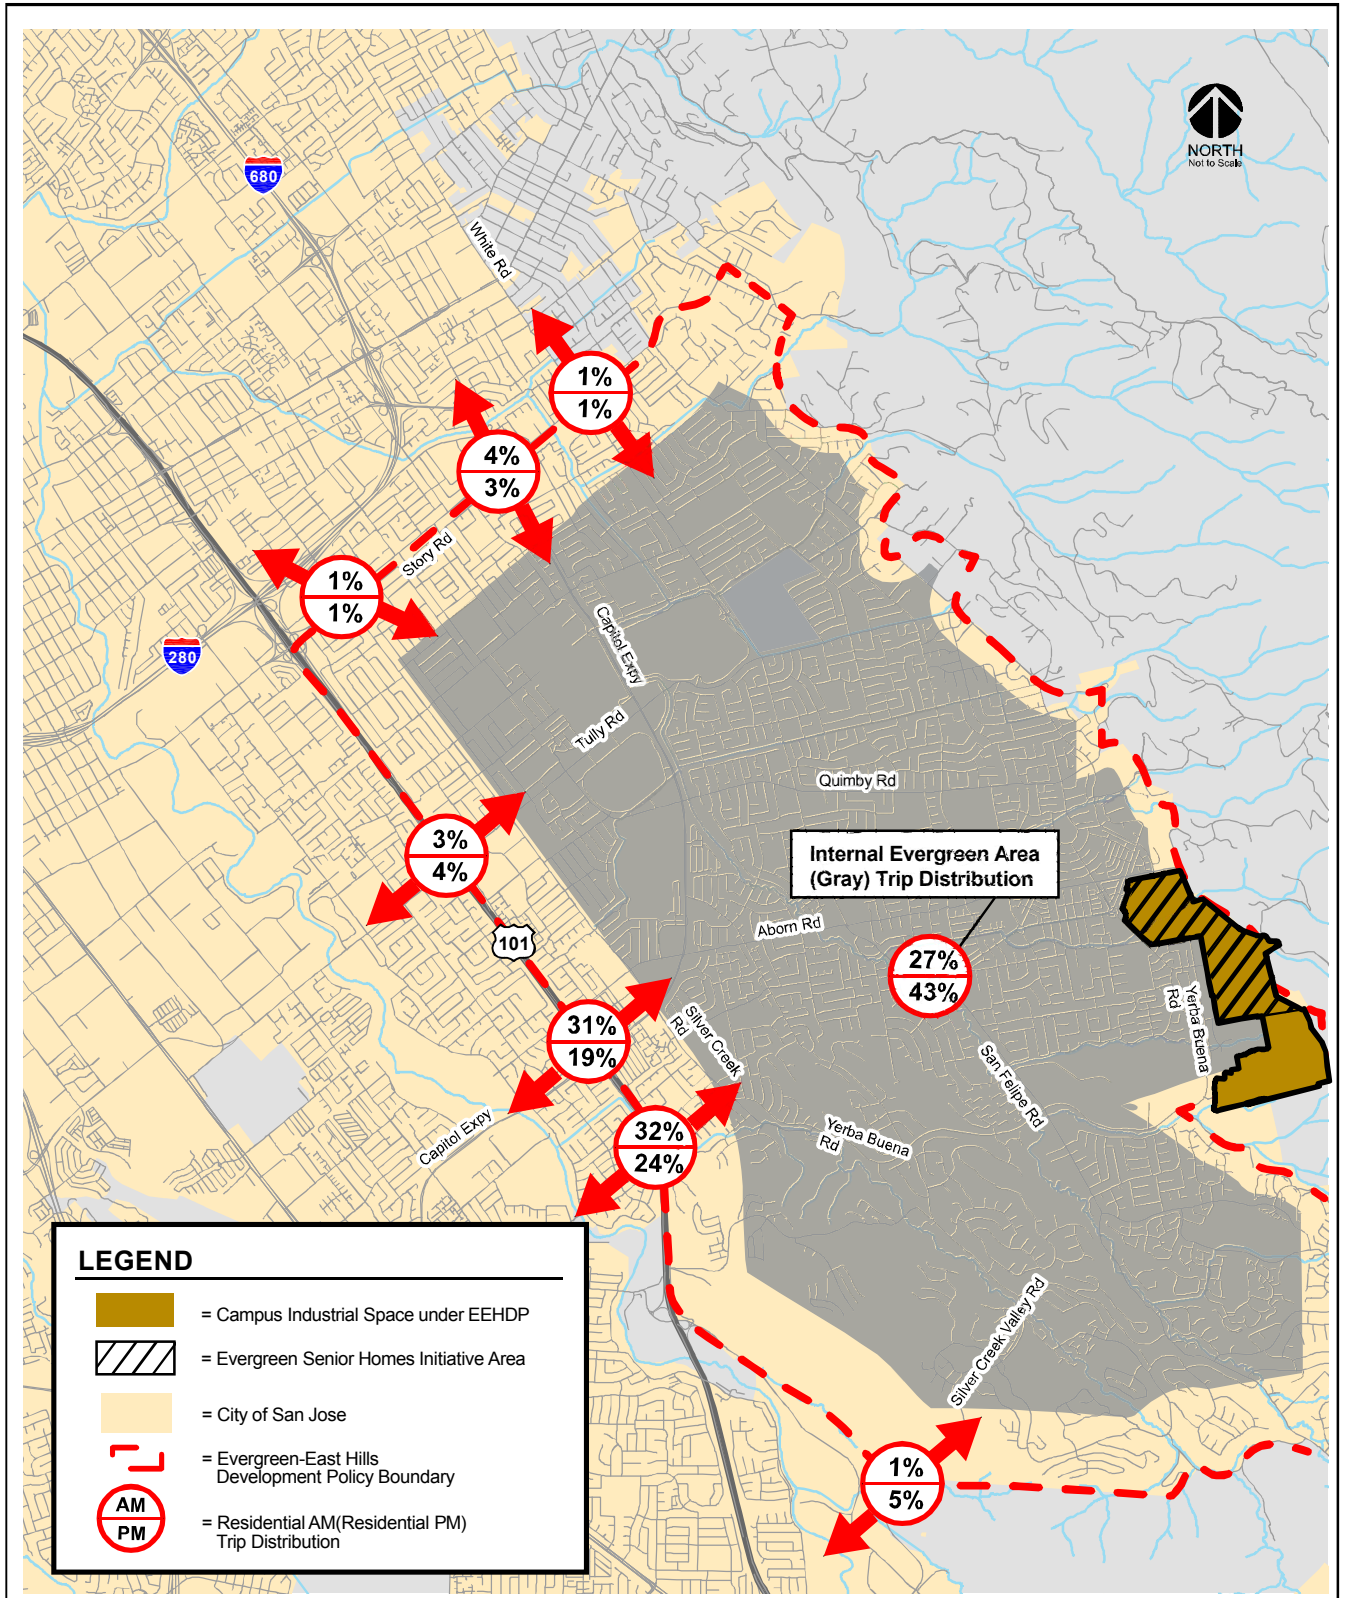 NORTH
Not to Scale
680
White Rd
1%
1%
4%
3%
Story Rd
1%
1%
280
Capitol Expy
Tully Rd
Quimby Rd
3%
4%
Internal Evergreen Area
(Gray) Trip Distribution
Aborn Rd
101
27%
43%
31%
19%
Silver Creek
Rd
Yerba Buena
Rd
San Felipe Rd
Capitol Expy
32%
24%
Yerba Buena
Rd
Silver Creek Valley Rd
1%
5%
LEGEND
= Campus Industrial Space under EEHDP
= Evergreen Senior Homes Initiative Area
= City of San Jose
= Evergreen-East Hills
Development Policy Boundary
AM
PM
= Residential AM(Residential PM)
Trip Distribution